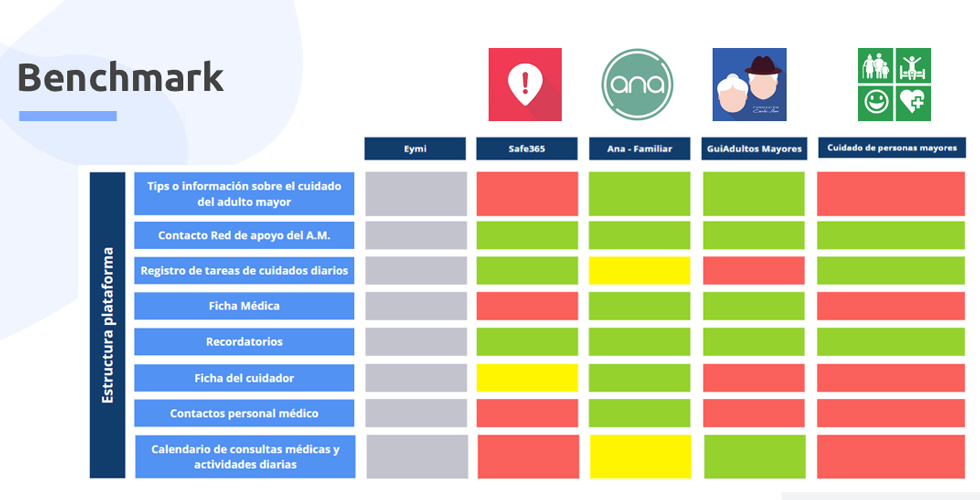 Benchmark
!
ana
FUNDACIÓN
Eymi
Safe365
Ana - Familiar
GuiAdultos Mayores
Cuidado de personas mayores
Estructura plataforma
Tips o información sobre el cuidado
del adulto mayor
Contacto Red de apoyo del A.M.
Registro de tareas de cuidados diarios
Ficha Médica
Recordatorios
Ficha del cuidador
Contactos personal médico
Calendario de consultas médicas y
actividades diarias